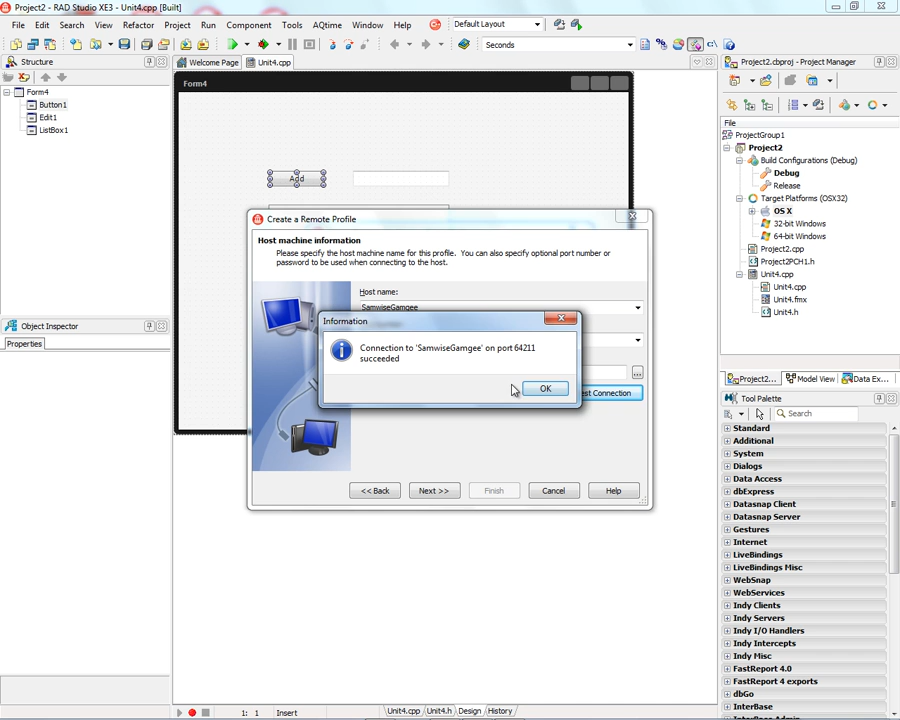 Project2 - RAD Studio XE3 - Unit4.cpp [Built]
File Edit Search View Refactor Project Run Component Tools AQtime Window Help Default Layout
Seconds
Structure
Welcome Page Unit4.cpp
Project2.cbproj - Project Manager
Form4
Button1
Edit1
ListBox1
Form4
Add
File
ProjectGroup1
Project2
Build Configurations (Debug)
Debug
Release
Target Platforms (OSX32)
OS X
32-bit Windows
64-bit Windows
Project2.cpp
Project2PCH1.h
Unit4.cpp
Unit4.cpp
Unit4.fmx
Unit4.h
Create a Remote Profile
Host machine information
Please specify the host machine name for this profile. You can also specify optional port number or
password to be used when connecting to the host.
Host name:
SamwiseGamgee
Information
Connection to 'SamwiseGamgee' on port 64211
succeeded
OK
...
Connection
<< Back Next >> Finish Cancel Help
Object Inspector
Properties
Project2... Model View Data Ex...
Tool Palette
Search
Standard
Additional
System
Dialogs
Data Access
dbExpress
Datasnap Client
Datasnap Server
Gestures
Internet
LiveBindings
LiveBindings Misc
WebSnap
WebServices
Indy Clients
Indy Servers
Indy I/O Handlers
Indy Intercepts
Indy Misc
FastReport 4.0
FastReport 4 exports
dbGo
InterBase
InterBase Admin
1: 1 Insert
Unit4.cpp Unit4.h Design History